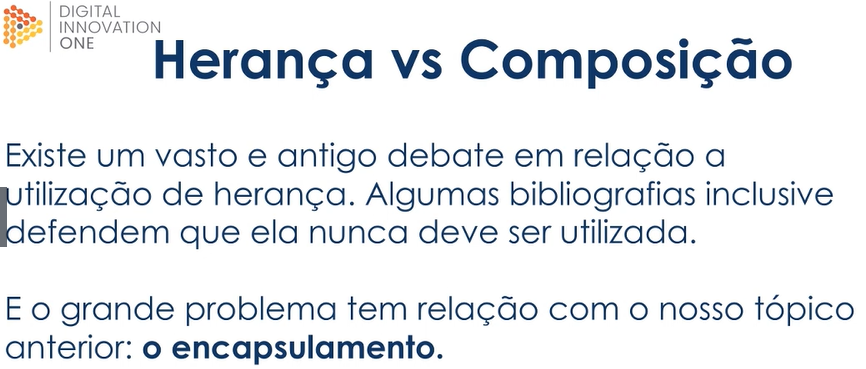 DIGITAL
INNOVATION
ONE
Herança vs Composição
Existe um vasto e antigo debate em relação a
utilização de herança. Algumas bibliografias inclusive
defendem que ela nunca deve ser utilizada.
E o grande problema tem relação com o nosso tópico
anterior: o encapsulamento.